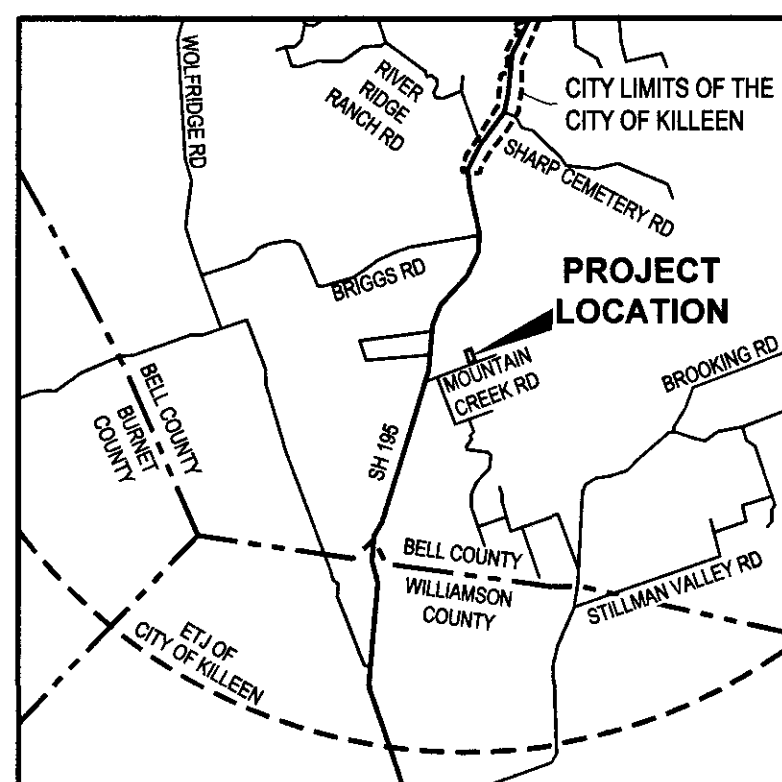 WOLFRIDGE RD
RIVER
RIDGE
RANCH RD
CITY LIMITS OF THE
CITY OF KILLEEN
SHARP CEMETERY RD
BRIGGS RD
PROJECT
LOCATION
MOUNTAIN
CREEK RD
BROOKING RD
BELL COUNTY
BURNET
COUNTY
SH 195
BELL COUNTY
WILLIAMSON
COUNTY
STILLMAN VALLEY RD
ETJ OF
CITY OF KILLEEN